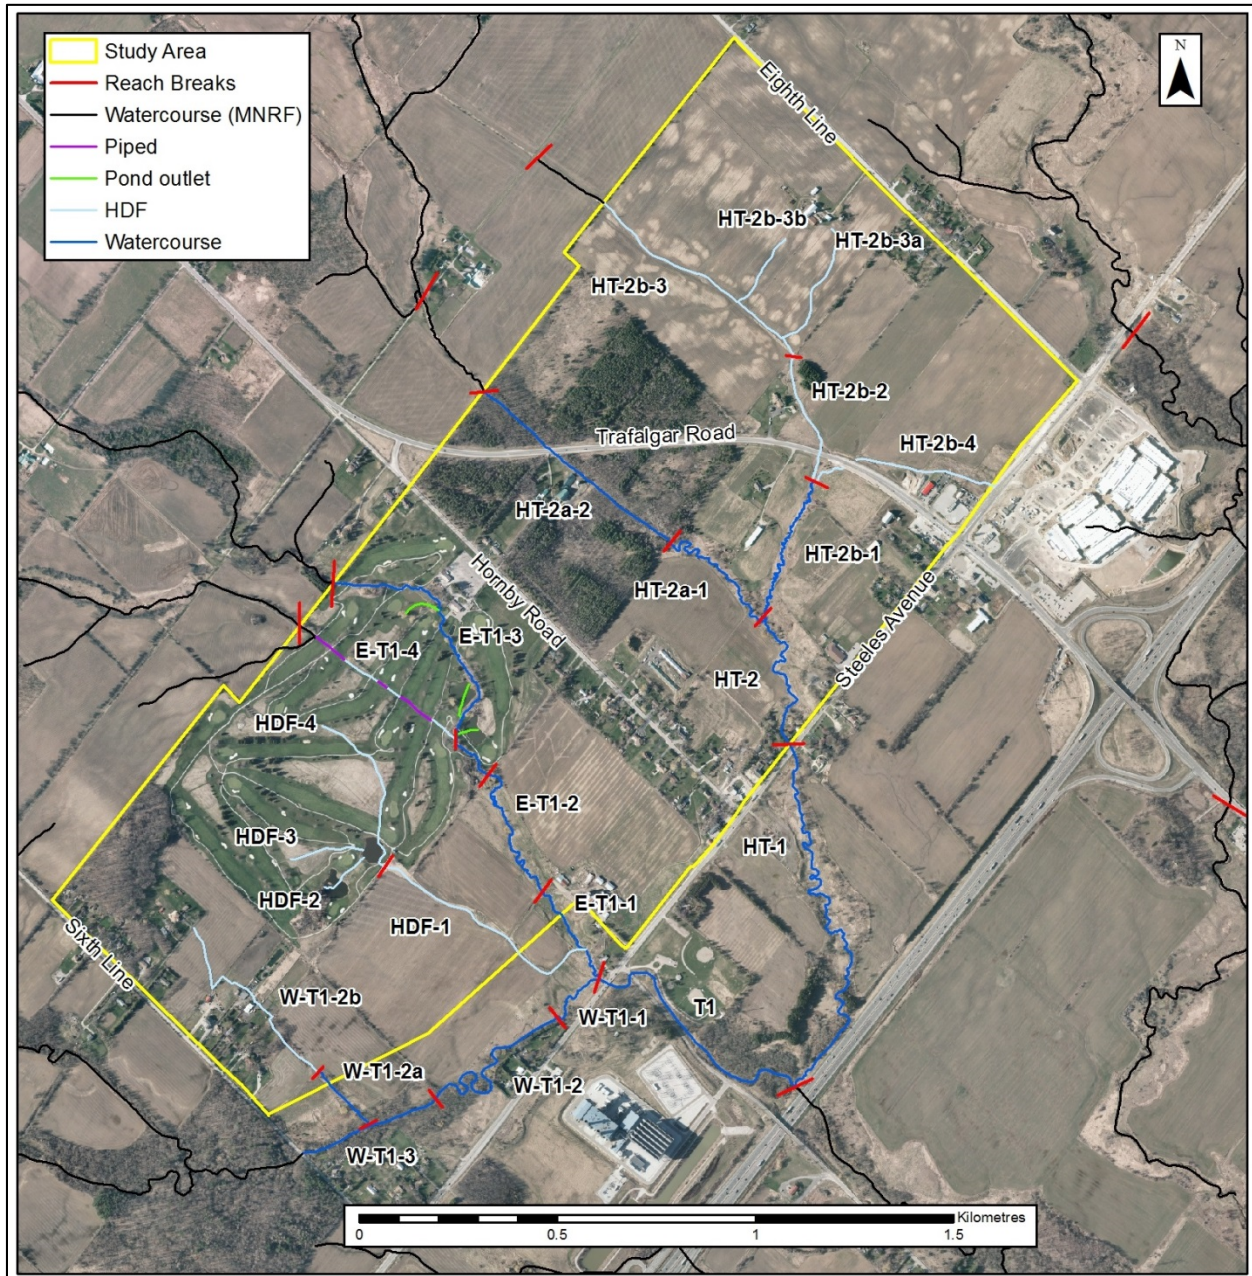 Study Area
Reach Breaks
Watercourse (MNRF)
Piped
Pond outlet
HDF
Watercourse
N
Eighth Line
HT-2b-3b
HT-2b-3a
HT-2b-3
HT-2b-2
Trafalgar Road
HT-2b-4
HT-2a-2
HT-2b-1
HT-2a-1
Hornby Road
Steeles Avenue
E-T1-3
E-T1-4
HT-2
HDF-4
E-T1-2
HDF-3
HT-1
HDF-2
E-T1-1
HDF-1
Sixth Line
W-T1-2b
T1
W-T1-1
W-T1-2a
W-T1-2
W-T1-3
Kilometres
0 0.5 1 1.5